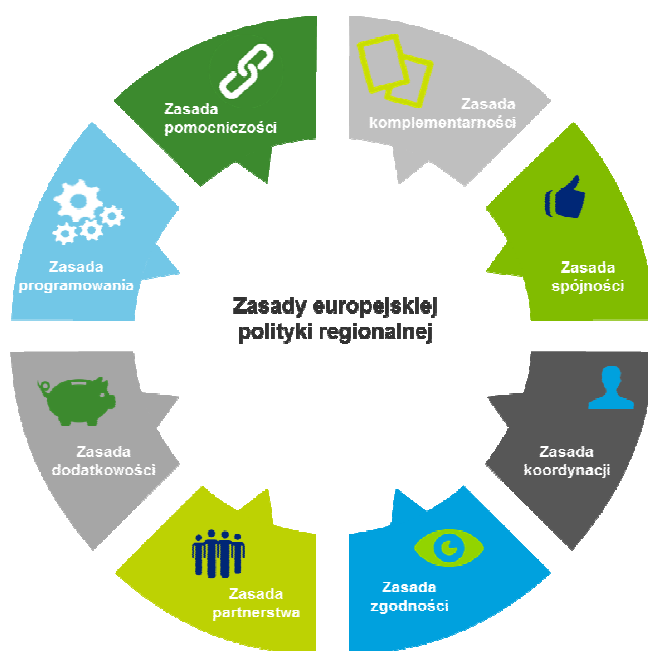 Zasady europejskiej
polityki regionalnej
Zasada
komplementarności
Zasada
spójności
Zasada
koordynacji
Zasada
zgodności
Zasada
partnerstwa
Zasada
dodatkowości
Zasada
programowania
Zasada
pomocniczości